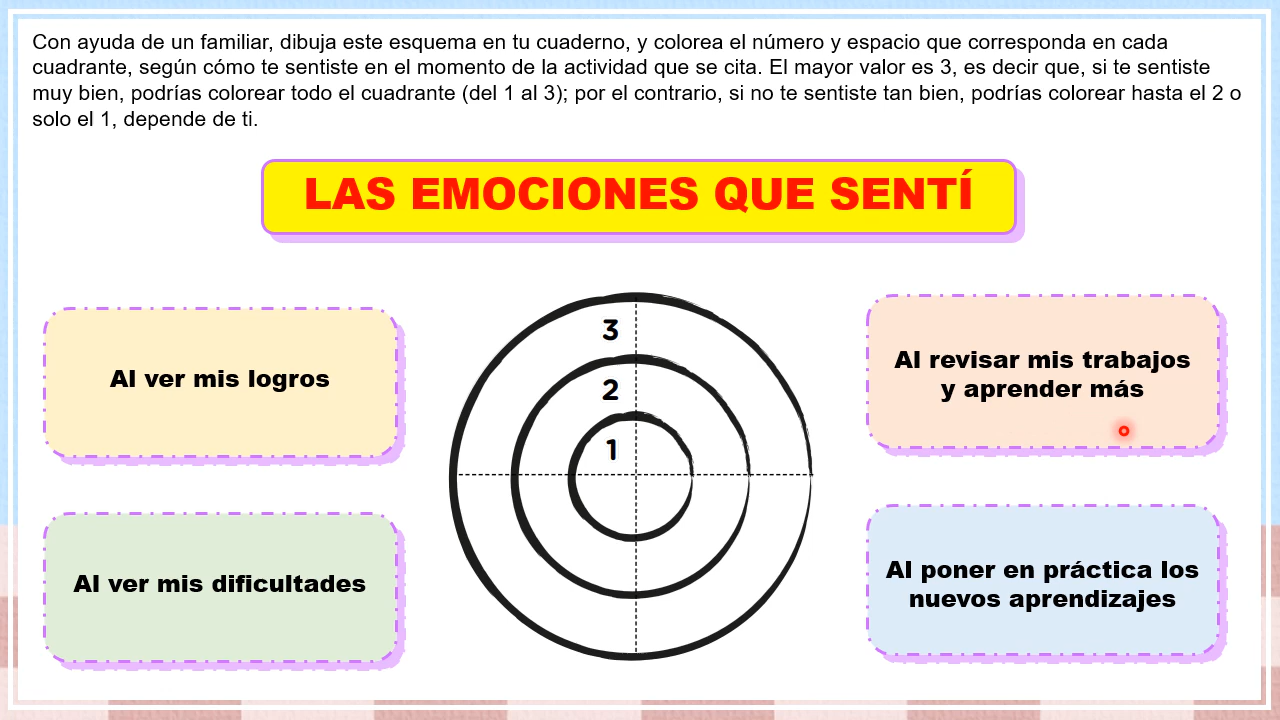 Con ayuda de un familiar, dibuja este esquema en tu cuaderno, y colorea el número y espacio que corresponda en cada
cuadrante, según cómo te sentiste en el momento de la actividad que se cita. El mayor valor es 3, es decir que, si te sentiste
muy bien, podrías colorear todo el cuadrante (del 1 al 3); por el contrario, si no te sentiste tan bien, podrías colorear hasta el 2 o
solo el 1, depende de ti.
LAS EMOCIONES QUE SENTÍ
Al ver mis logros
3
2
1
Al revisar mis trabajos
y aprender más
Al ver mis dificultades
Al poner en práctica los
nuevos aprendizajes